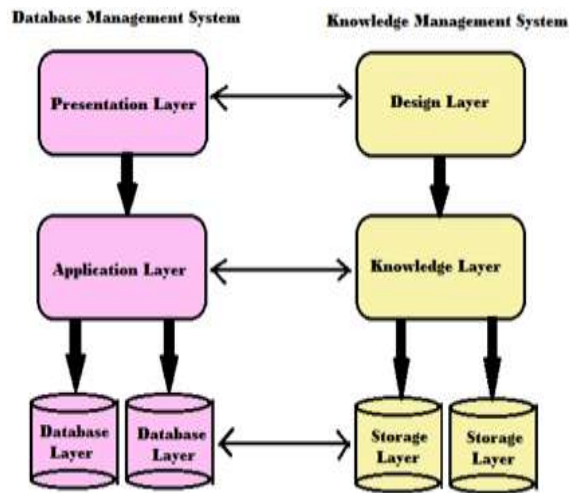 Database Management System
Knowledge Management System
Presentation Layer
Design Layer
Application Layer
Knowledge Layer
Database
Layer
Database
Layer
Storage
Layer
Storage
Layer